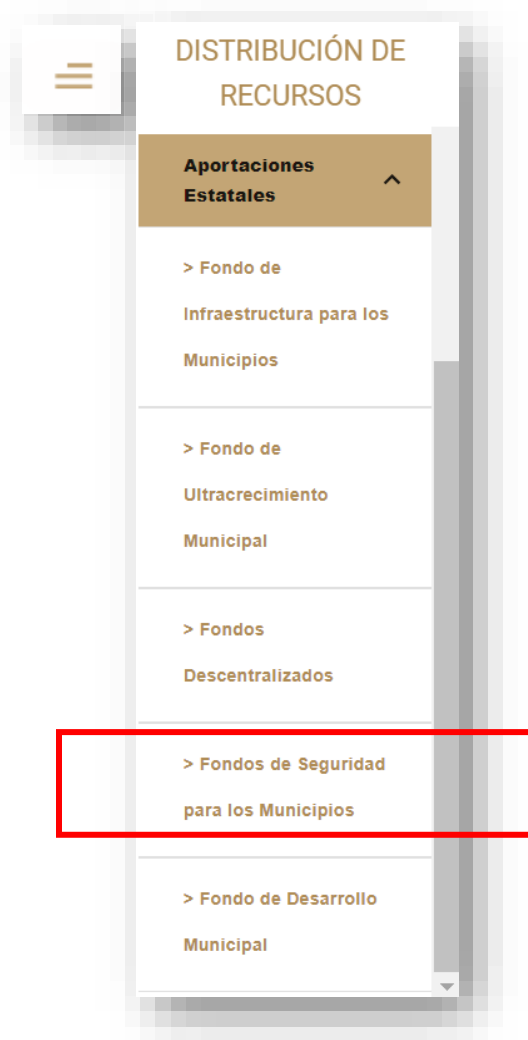 DISTRIBUCIÓN DE
RECURSOS
Aportaciones
Estatales
> Fondo de
Infraestructura para los
Municipios
> Fondo de
Ultracrecimiento
Municipal
> Fondos
Descentralizados
> Fondos de Seguridad
para los Municipios
> Fondo de Desarrollo
Municipal